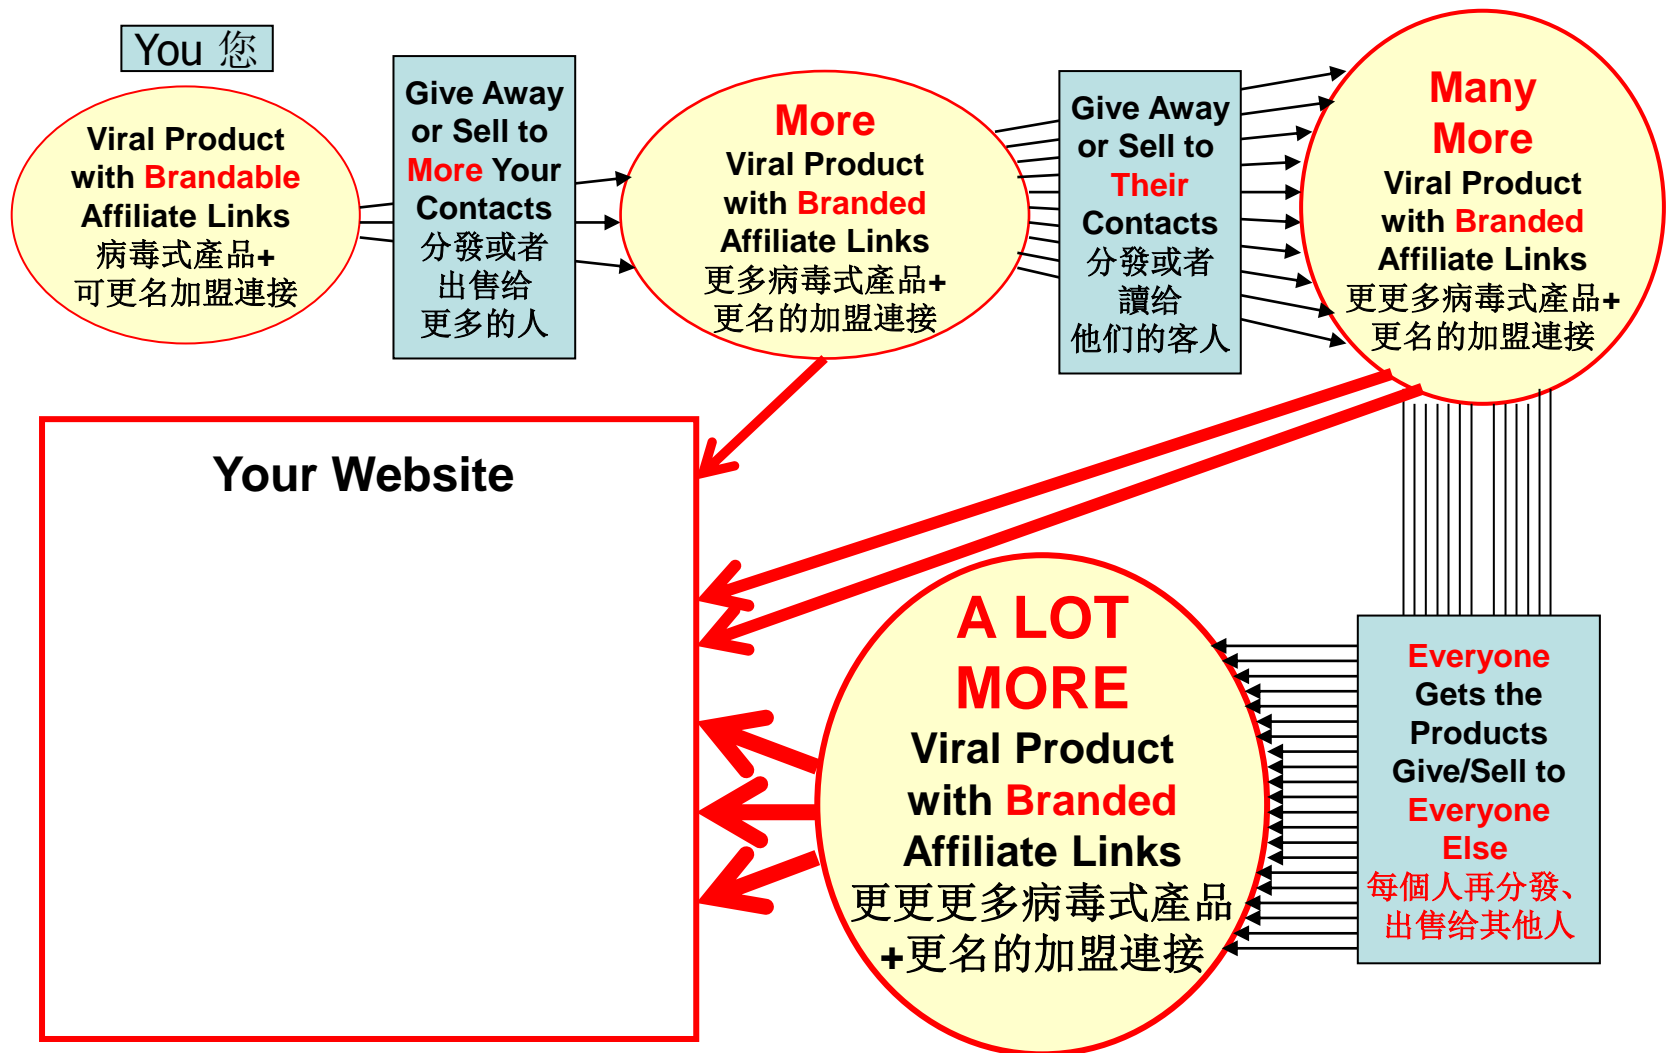 You 您
Viral Product
with Brandable
Affiliate Links
病毒式產品+
可更名加盟連接
Give Away
or Sell to
More Your
Contacts
分發或者
出售给
更多的人
More
Viral Product
with Branded
Affiliate Links
更多病毒式產品+
更名的加盟連接
Give Away
or Sell to
Their
Contacts
分發或者
讀给
他们的客人
Many
More
Viral Product
with Branded
Affiliate Links
更更多病毒式產品+
更名的加盟連接
Your Website
A LOT
MORE
Viral Product
with Branded
Affiliate Links
更更更多病毒式產品
+更名的加盟連接
Everyone
Gets the
Products
Give/Sell to
Everyone
Else
每個人再分發、
出售给其他人